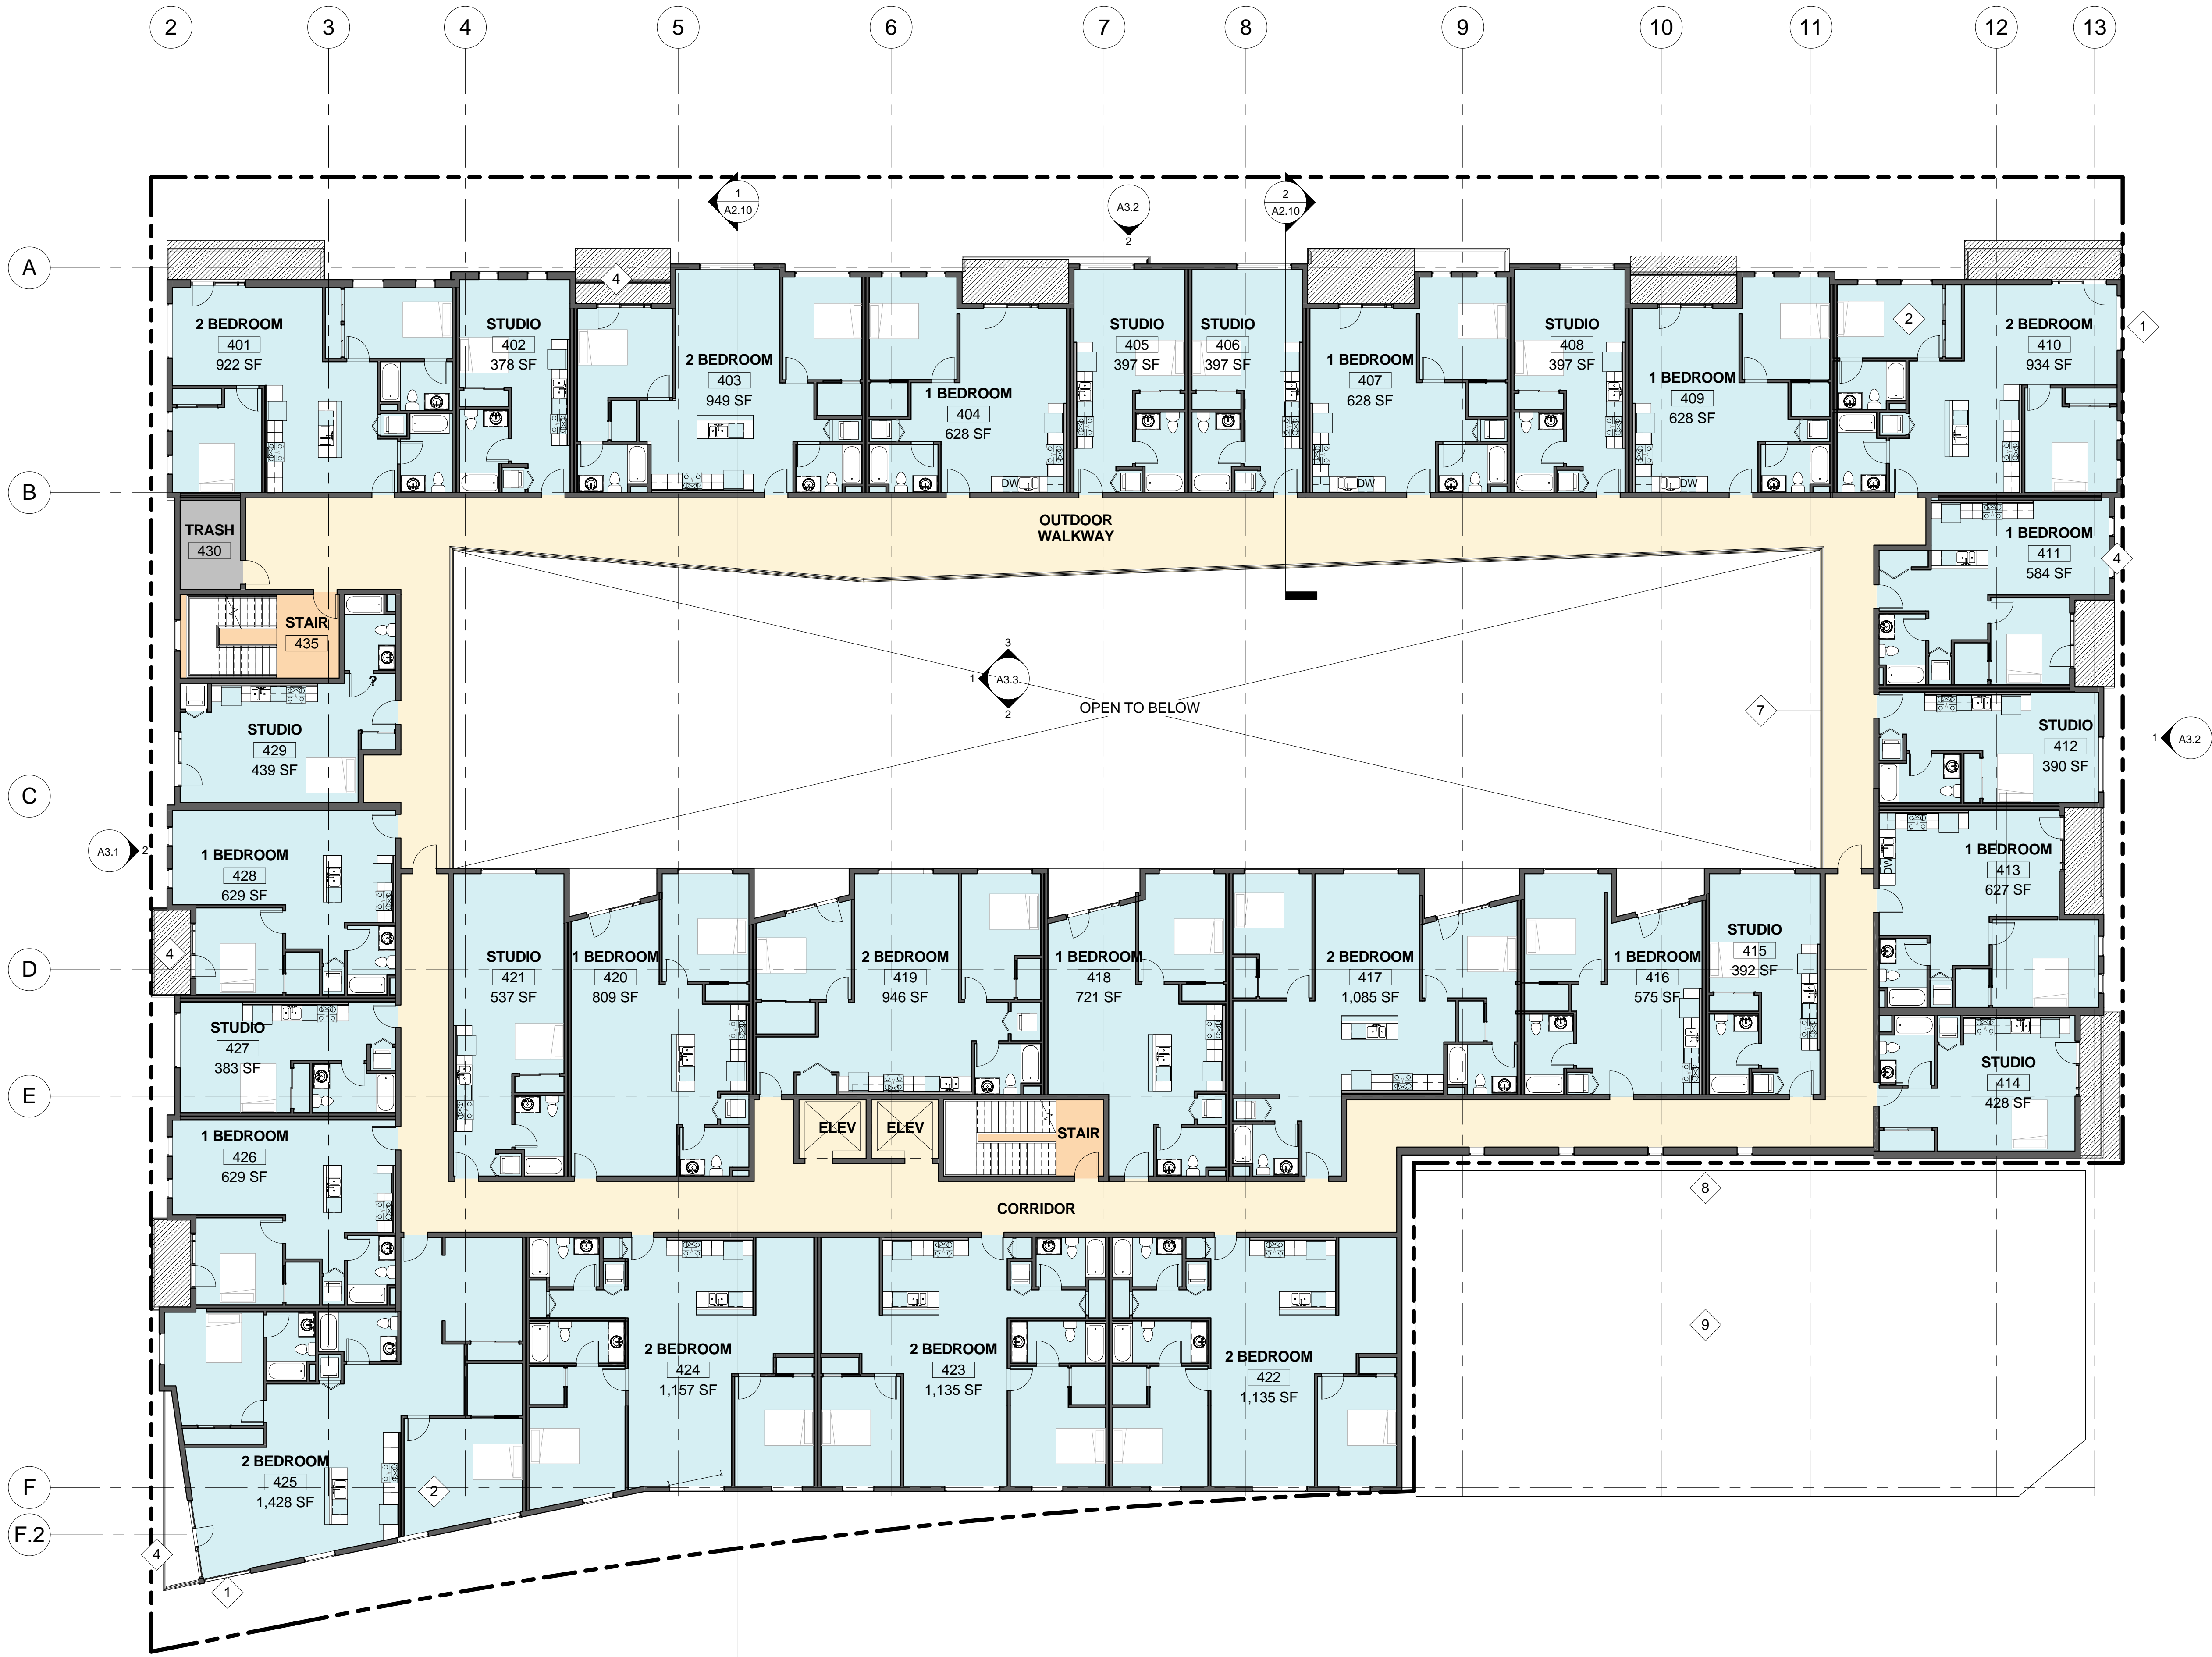 2 3 4 5 6 7 8 9 10 11 12 13
1
A2.10
A3.2
2
2
A2.10
A
4
2 BEDROOM
401
922 SF
STUDIO
402
378 SF
2 BEDROOM
403
949 SF
1 BEDROOM
404
628 SF
DW
STUDIO
405
397 SF
STUDIO
406
397 SF
1 BEDROOM
407
628 SF
DW
STUDIO
408
397 SF
1 BEDROOM
409
628 SF
DW
2
2 BEDROOM
410
934 SF
1
B
TRASH
430
OUTDOOR
WALKWAY
1 BEDROOM
411
584 SF
4
STAIR
435
?
3
1
A3.3
2
OPEN TO BELOW
7
STUDIO
429
439 SF
STUDIO
412
390 SF
1
A3.2
C
A3.1
2
1 BEDROOM
428
629 SF
4
DW
1 BEDROOM
413
627 SF
D
STUDIO
421
537 SF
1 BEDROOM
420
809 SF
2 BEDROOM
419
946 SF
1 BEDROOM
418
721 SF
2 BEDROOM
417
1,085 SF
1 BEDROOM
416
575 SF
STUDIO
415
392 SF
STUDIO
427
383 SF
STUDIO
414
428 SF
E
ELEV
ELEV
STAIR
1 BEDROOM
426
629 SF
CORRIDOR
8
9
2 BEDROOM
424
1,157 SF
2 BEDROOM
423
1,135 SF
2 BEDROOM
422
1,135 SF
2 BEDROOM
425
1,428 SF
2
F
F.2
4
1